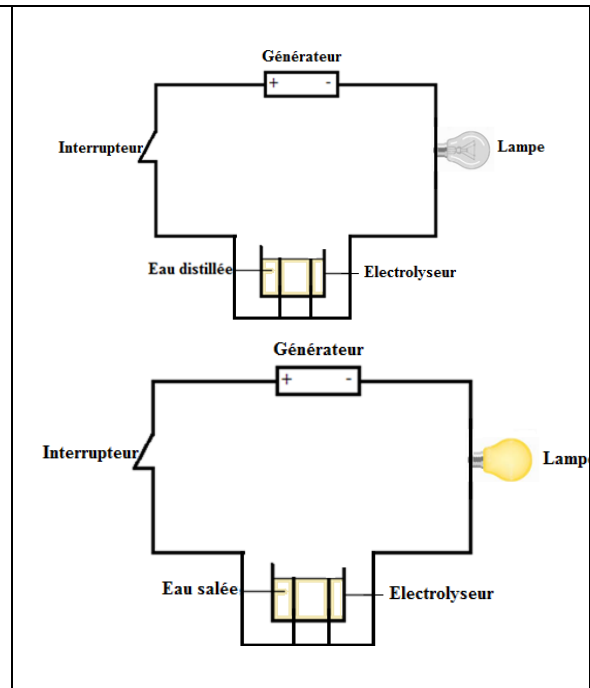 Générateur
+ -
Interrupteur
Lampe
Eau distillée
Electrolyseur
Générateur
+ -
Interrupteur
Lampe
Eau salée
Electrolyseur